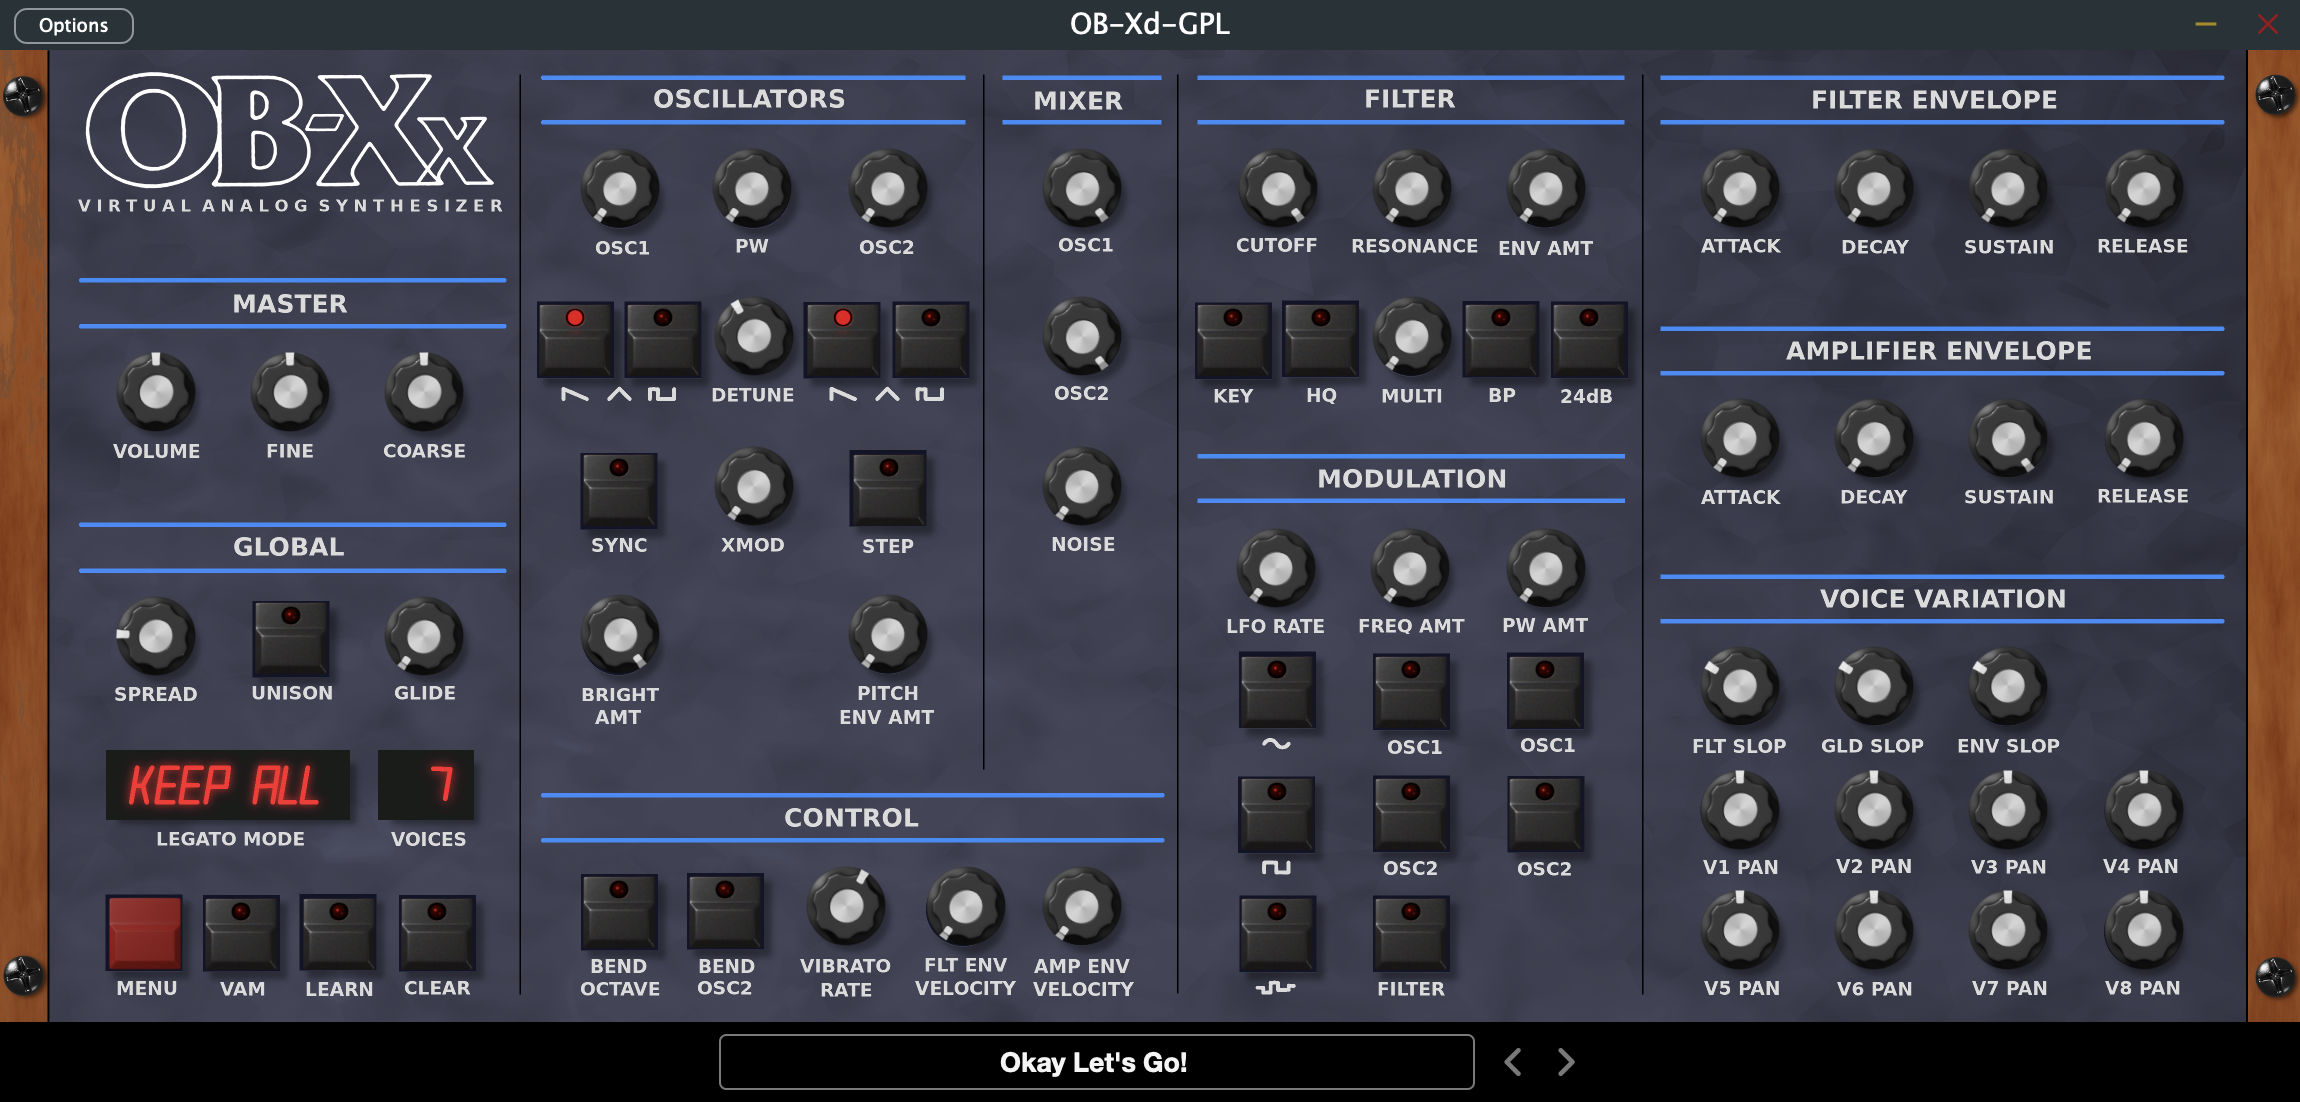 Options
OB-Xd-GPL
OB-Xx
VIRTUAL ANALOG SYNTHESIZER
MASTER
VOLUME FINE COARSE
GLOBAL
SPREAD UNISON GLIDE
KEEP ALL 7
LEGATO MODE VOICES
MENU VAM LEARN CLEAR
OSCILLATORS
OSC1 PW OSC2
DETUNE
SYNC XMOD STEP
BRIGHT AMT
PITCH ENV AMT
MIXER
OSC1
OSC2
NOISE
CONTROL
BEND OCTAVE
BEND OSC2
VIBRATO RATE
FLT ENV VELOCITY
AMP ENV VELOCITY
FILTER
CUTOFF RESONANCE ENV AMT
KEY HQ MULTI BP 24dB
MODULATION
LFO RATE FREQ AMT PW AMT
OSC1 OSC1
OSC2 OSC2
FILTER
FILTER ENVELOPE
ATTACK DECAY SUSTAIN RELEASE
AMPLIFIER ENVELOPE
ATTACK DECAY SUSTAIN RELEASE
VOICE VARIATION
FLT SLOP GLD SLOP ENV SLOP
V1 PAN V2 PAN V3 PAN V4 PAN
V5 PAN V6 PAN V7 PAN V8 PAN
Okay Let's Go!